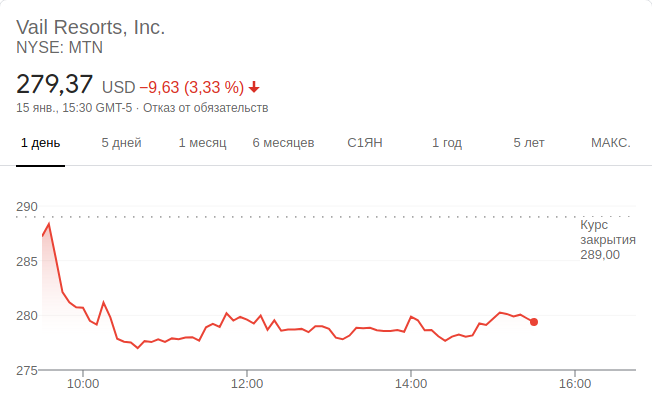 Vail Resorts, Inc.
NYSE: MTN
279,37 USD −9,63 (3,33 %)
15 янв., 15:30 GMT-5 · Отказ от обязательств
1 день 5 дней 1 месяц 6 месяцев С1ЯН 1 год 5 лет МАКС.
290
Курс
закрытия
289,00
285
280
275
10:00 12:00 14:00 16:00